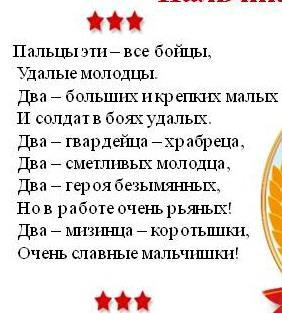 Пальцы эти – все бойцы,
Удалые молодцы.
Два – больших и крепких малых
И солдат в боях удалых.
Два – гвардейца – храбреца,
Два – сметливых молодца,
Два – героя безымянных,
Но в работе очень рьяных!
Два – мизинца – коротышки,
Очень славные мальчишки!